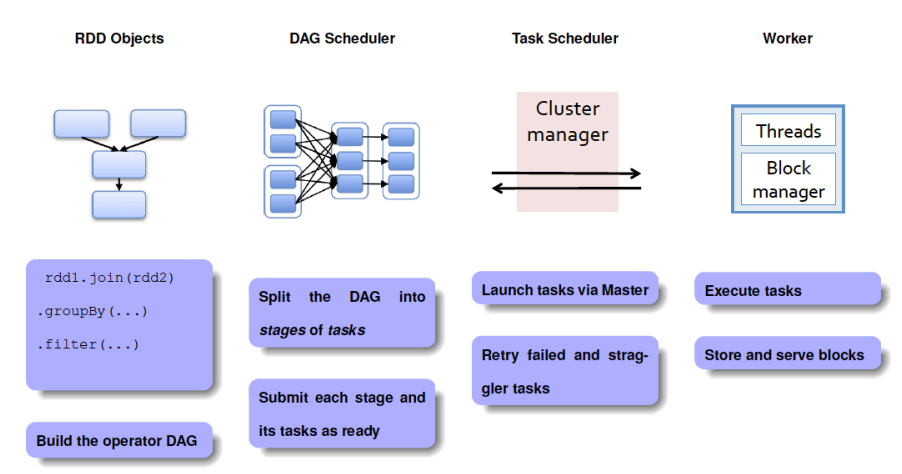 RDD Objects
DAG Scheduler
Task Scheduler
Worker
Cluster
manager
Threads
Block
manager
rdd1.join(rdd2)
.groupBy(...)
.filter(...)
Build the operator DAG
Split the DAG into
stages of tasks
Submit each stage and
its tasks as ready
Launch tasks via Master
Retry failed and strag-
gler tasks
Execute tasks
Store and serve blocks